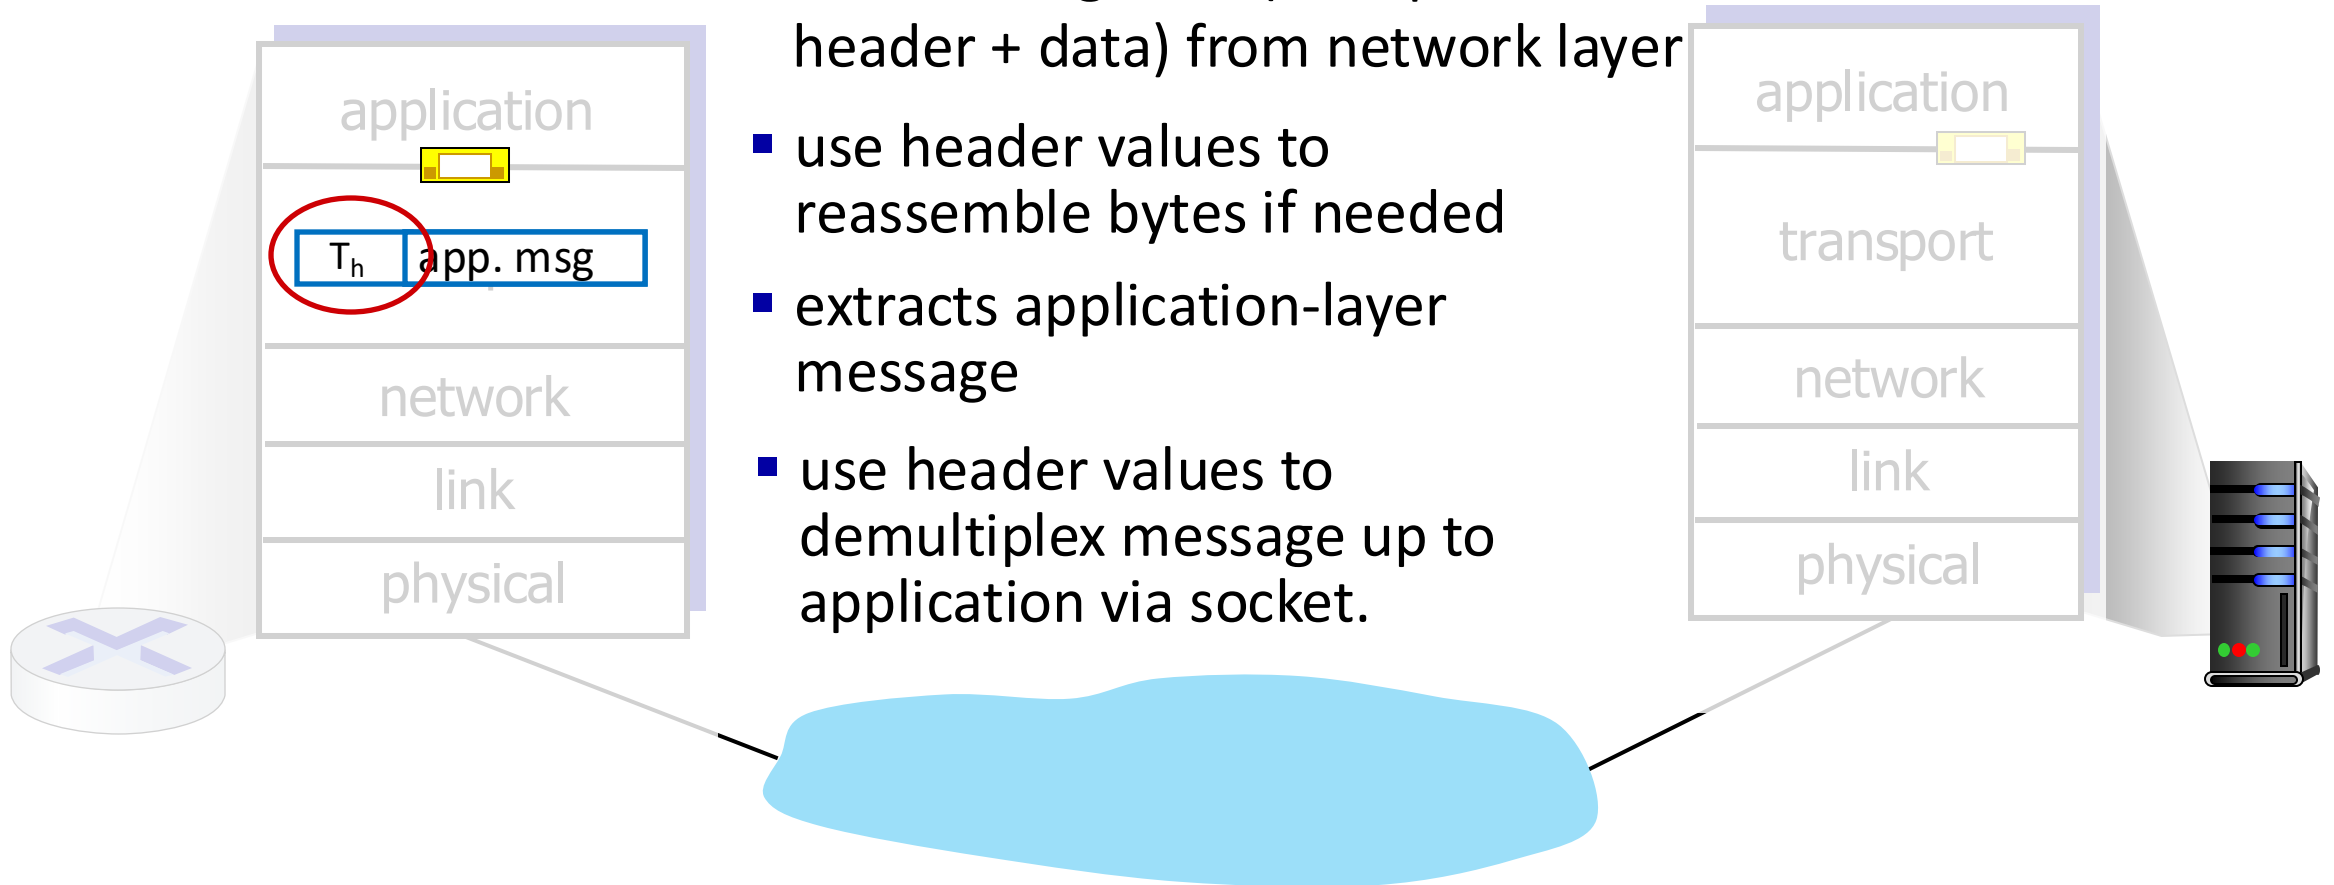 header + data) from network layer
use header values to
reassemble bytes if needed
extracts application-layer
message
use header values to
demultiplex message up to
application via socket.
application
Th
app. msg
network
link
physical
application
transport
network
link
physical